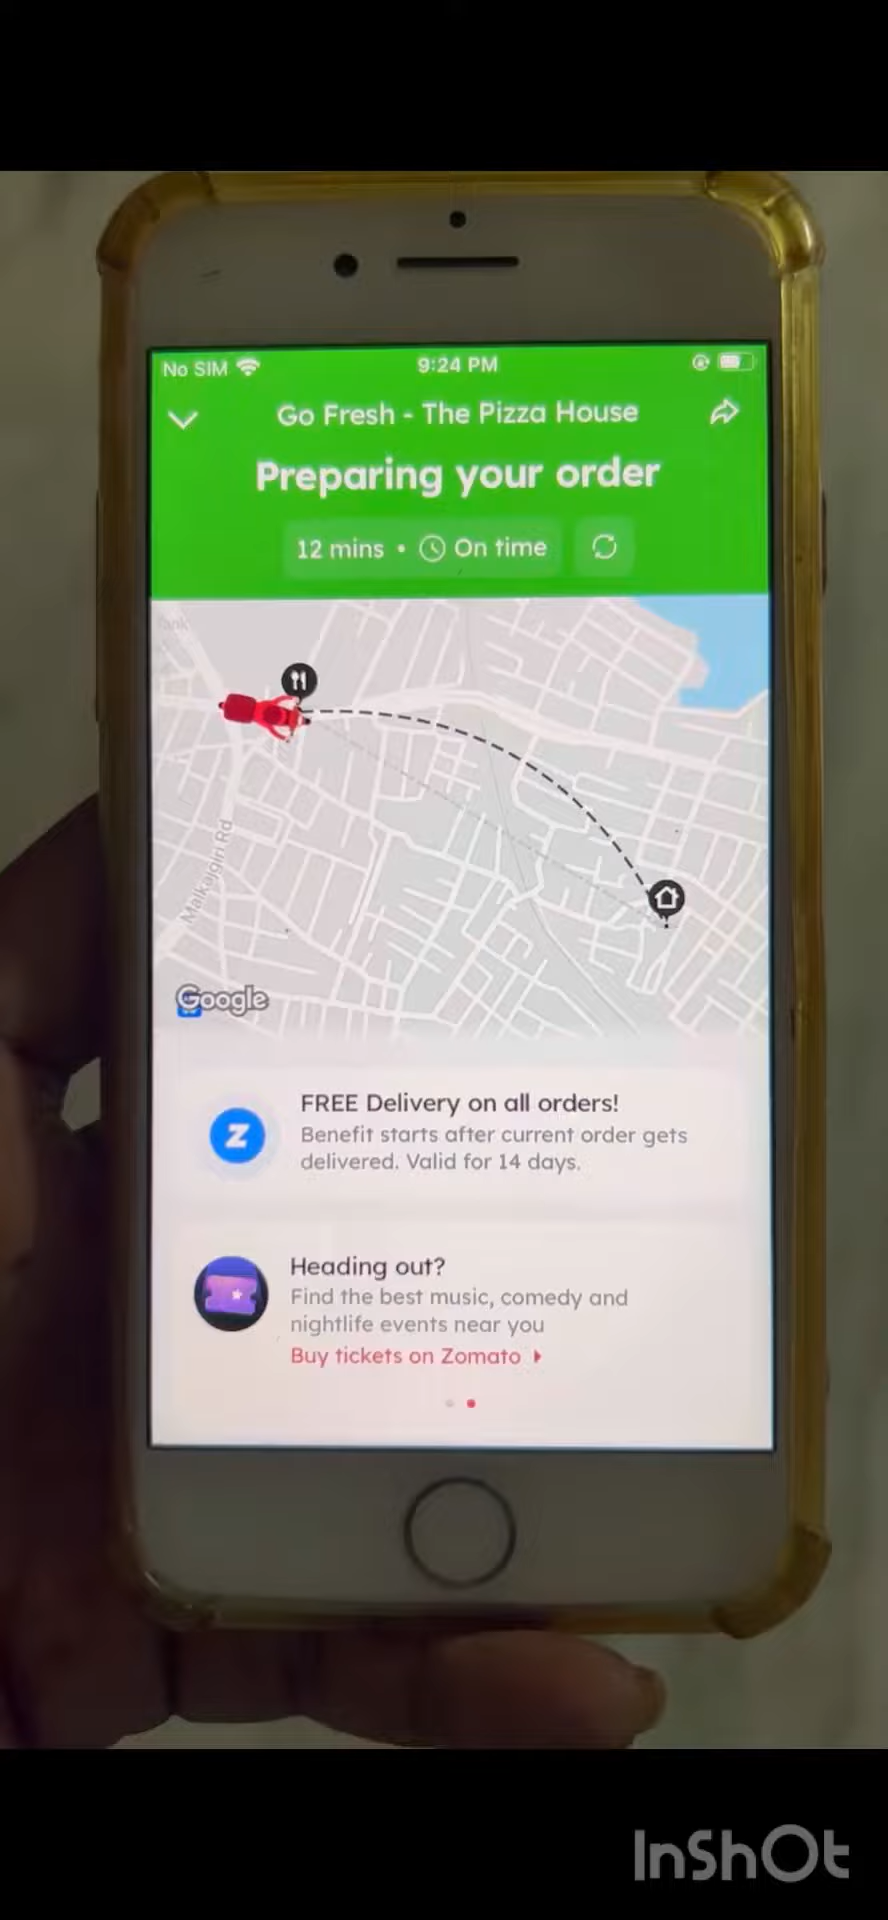 No SIM
9:24 PM
Go Fresh - The Pizza House
Preparing your order
12 mins • On time
Malkajgiri Rd
Google
FREE Delivery on all orders!
Benefit starts after current order gets
delivered. Valid for 14 days.
Z
Heading out?
Find the best music, comedy and
nightlife events near you
Buy tickets on Zomato
InShOt